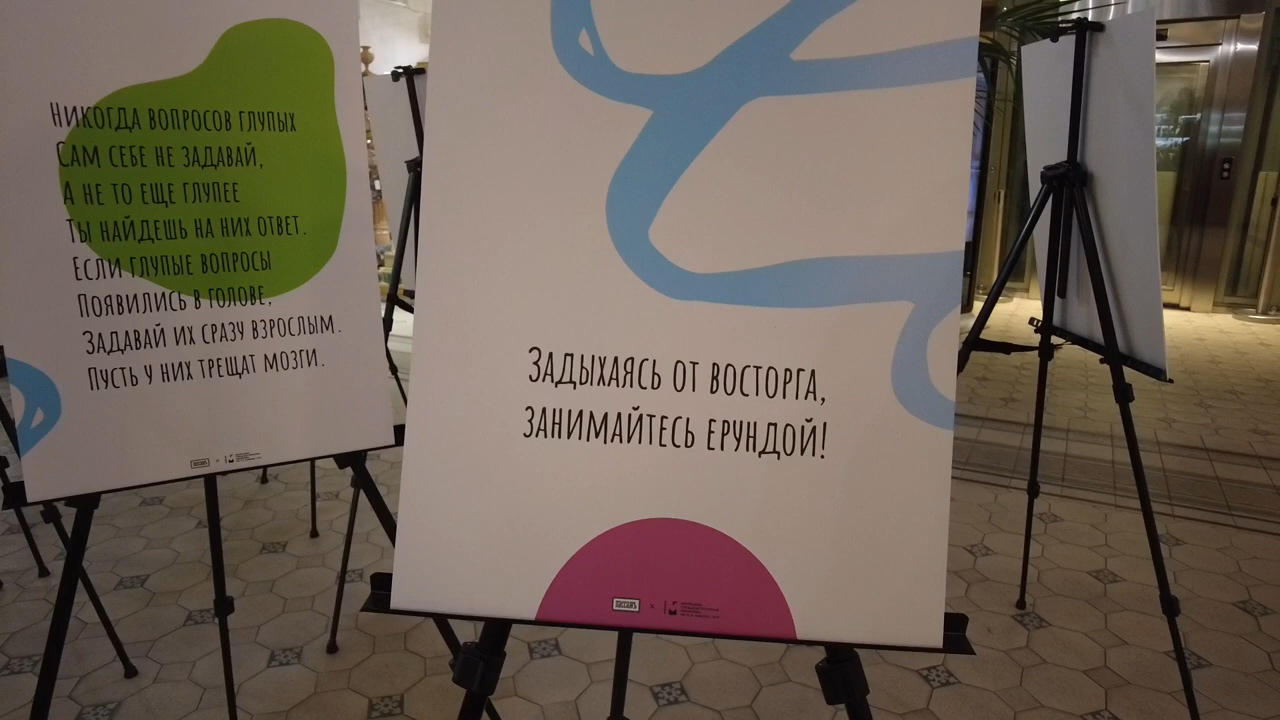 Никогда вопросов глупых
Сам себе не задавай,
А не то еще глупее
Ты найдешь на них ответ.
Если глупые вопросы
Появились в голове,
Задавай их сразу взрослым.
Пусть у них трещат мозги.
Задыхаясь от восторга,
занимайтесь ерундой!